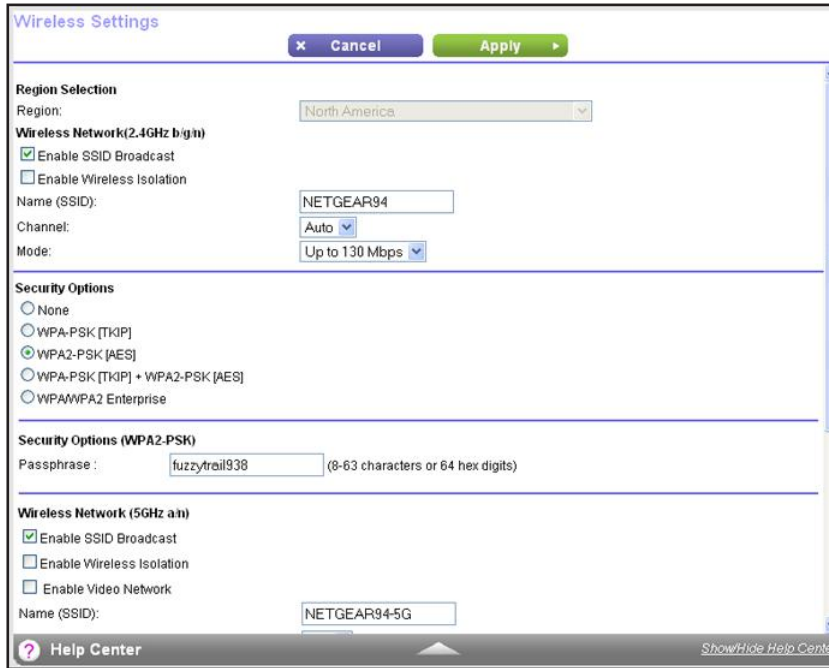 Wireless Settings
× Cancel
Apply
Region Selection
Region: North America
Wireless Network(2.4GHz b/g/n)
Enable SSID Broadcast
Enable Wireless Isolation
Name (SSID): NETGEAR94
Channel: Auto
Mode: Up to 130 Mbps
Security Options
None
WPA-PSK [TKIP]
WPA2-PSK [AES]
WPA-PSK [TKIP] + WPA2-PSK [AES]
WPA/WPA2 Enterprise
Security Options (WPA2-PSK)
Passphrase : fuzzytrail938 (8-63 characters or 64 hex digits)
Wireless Network (5GHz a/n)
Enable SSID Broadcast
Enable Wireless Isolation
Enable Video Network
Name (SSID): NETGEAR94-5G
? Help Center
Show/Hide Help Cente